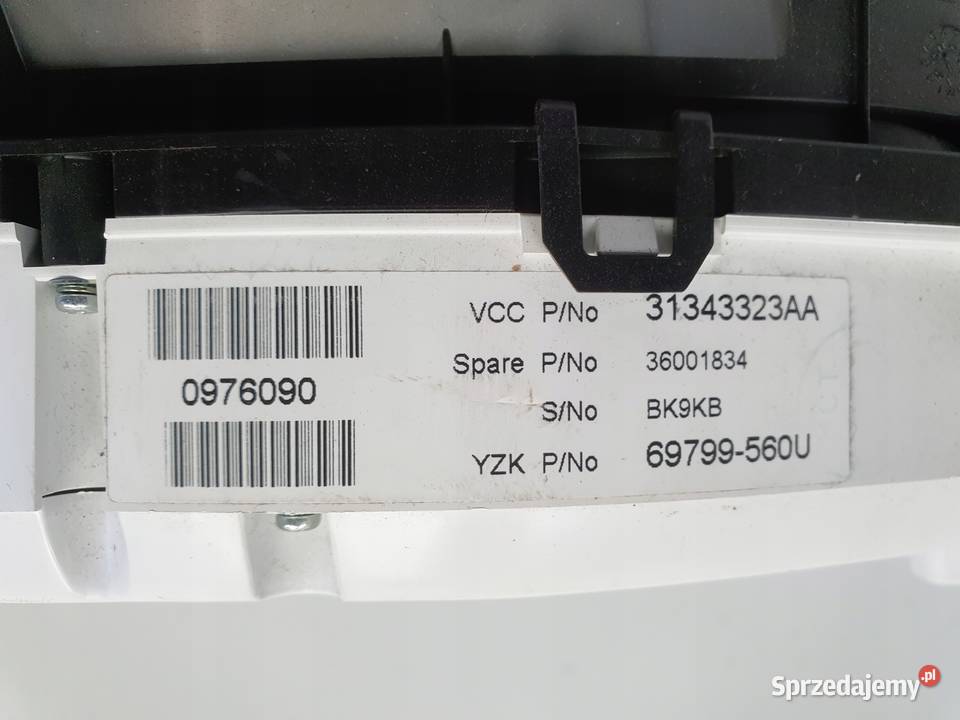 VCC P/No 31343323AA
Spare P/No 36001834
0976090
S/No BK9KB
YZK P/No 69799-560U
Sprzedajemy.pl